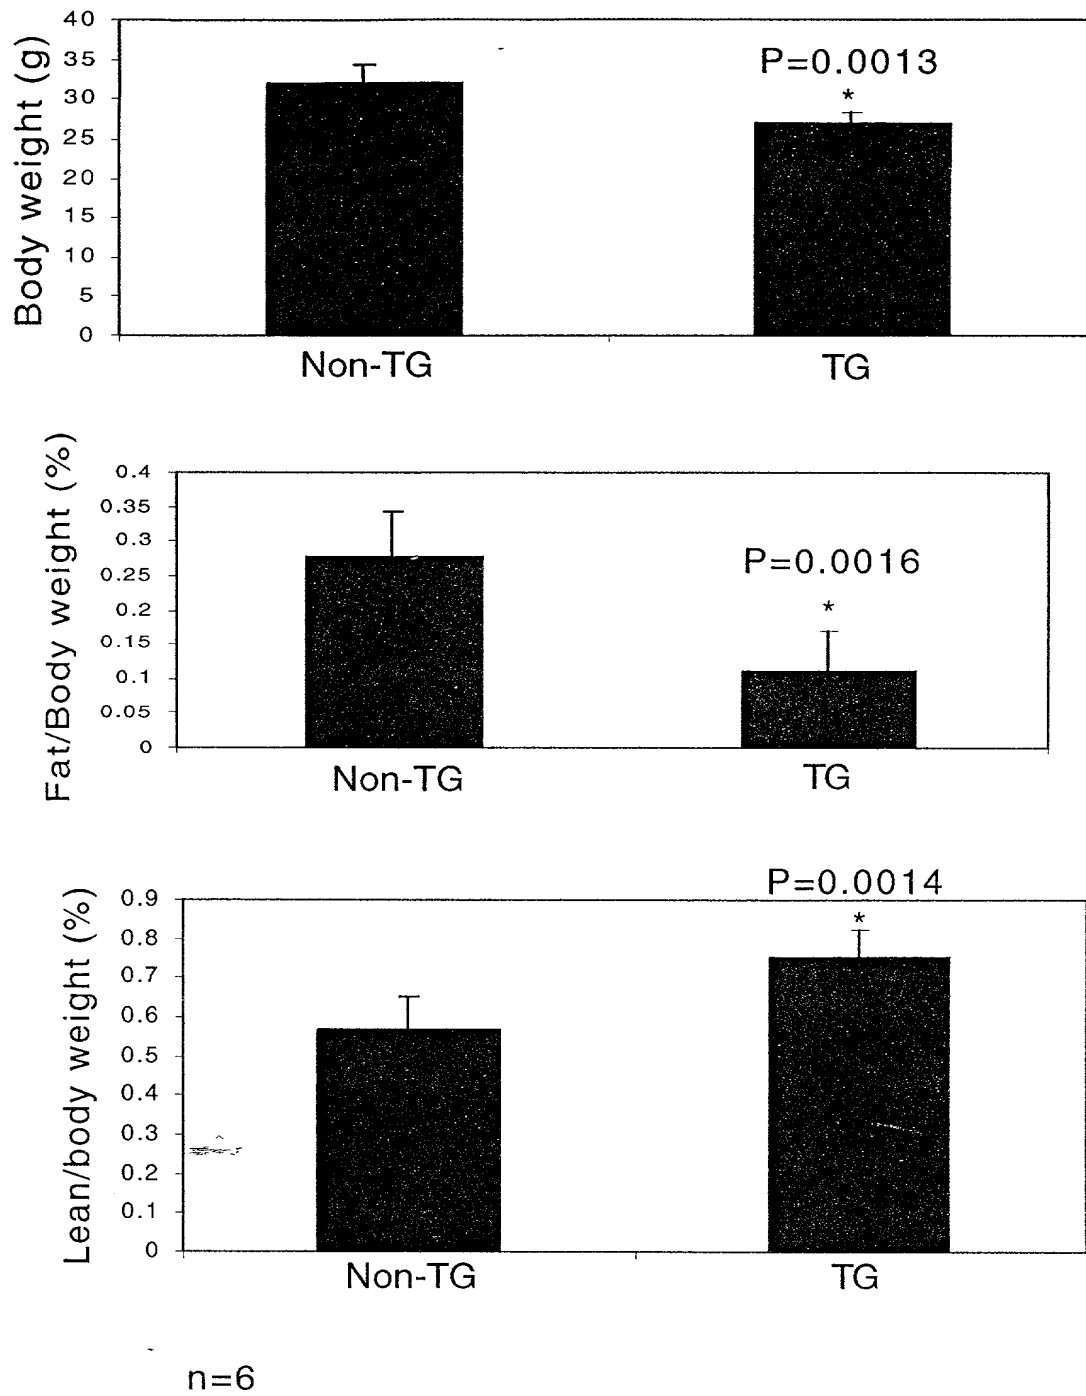 Body weight (g)
40
35
30
25
20
15
10
5
0
P=0.0013
*
Non-TG
TG
Fat/Body weight (%)
0.4
0.35
0.3
0.25
0.2
0.15
0.1
0.05
0
P=0.0016
*
Non-TG
TG
Lean/body weight (%)
0.9
0.8
0.7
0.6
0.5
0.4
0.3
0.2
0.1
0
P=0.0014
*
Non-TG
TG
n=6